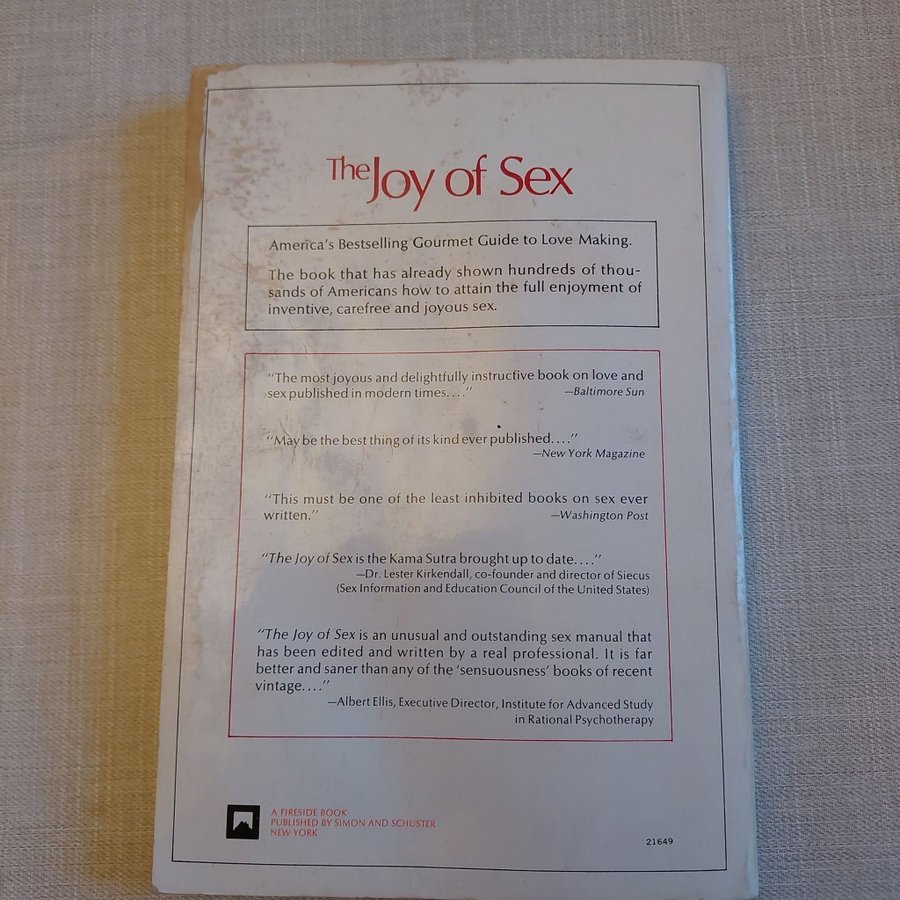 The Joy of Sex
America's Bestselling Gourmet Guide to Love Making.
The book that has already shown hundreds of thou-
sands of Americans how to attain the full enjoyment of
inventive, carefree and joyous sex.
“The most joyous and delightfully instructive book on love and
sex published in modern times....”
—Baltimore Sun
“May be the best thing of its kind ever published....”
—New York Magazine
“This must be one of the least inhibited books on sex ever
written.”
—Washington Post
“The Joy of Sex is the Kama Sutra brought up to date....”
—Dr. Lester Kirkendall, co-founder and director of Siecus
(Sex Information and Education Council of the United States)
“The Joy of Sex is an unusual and outstanding sex manual that
has been edited and written by a real professional. It is far
better and saner than any of the ‘sensuousness’ books of recent
vintage....”
—Albert Ellis, Executive Director, Institute for Advanced Study
in Rational Psychotherapy
A FIRESIDE BOOK
PUBLISHED BY SIMON AND SCHUSTER
NEW YORK
21649